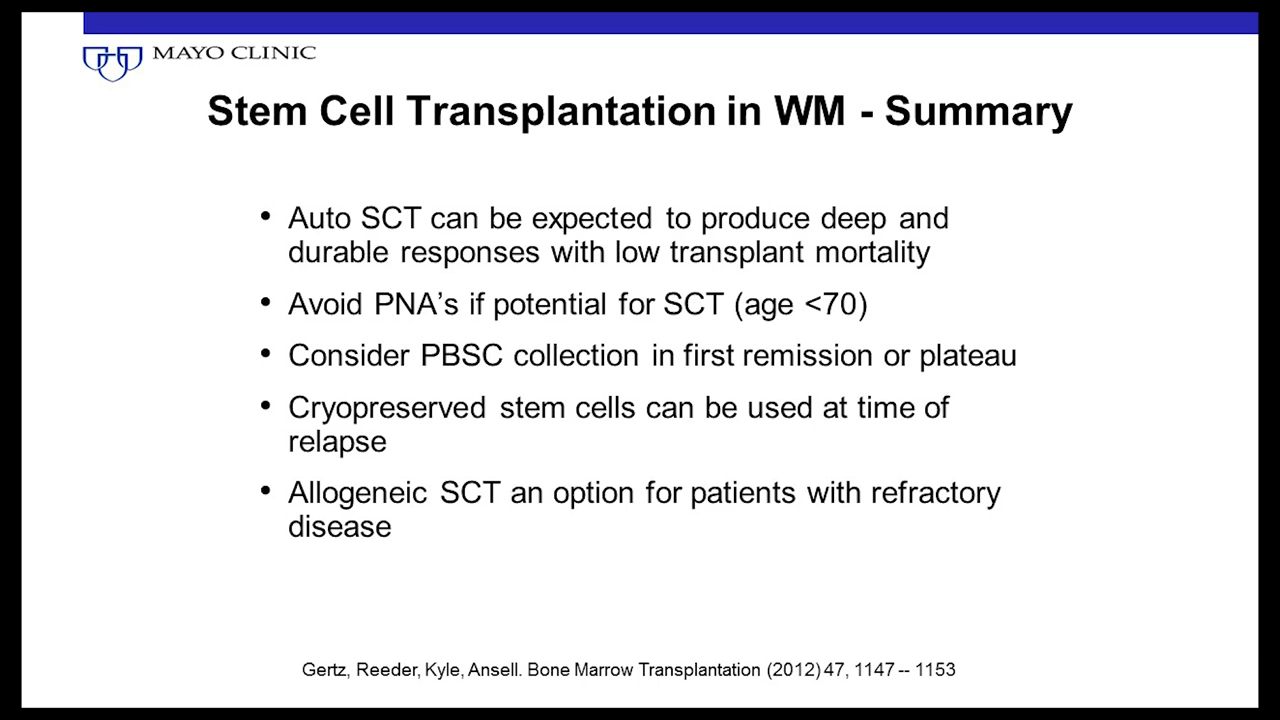 MAYO CLINIC
Stem Cell Transplantation in WM - Summary
• Auto SCT can be expected to produce deep and
durable responses with low transplant mortality
• Avoid PNA’s if potential for SCT (age <70)
• Consider PBSC collection in first remission or plateau
• Cryopreserved stem cells can be used at time of
relapse
• Allogeneic SCT an option for patients with refractory
disease
Gertz, Reeder, Kyle, Ansell. Bone Marrow Transplantation (2012) 47, 1147 -- 1153